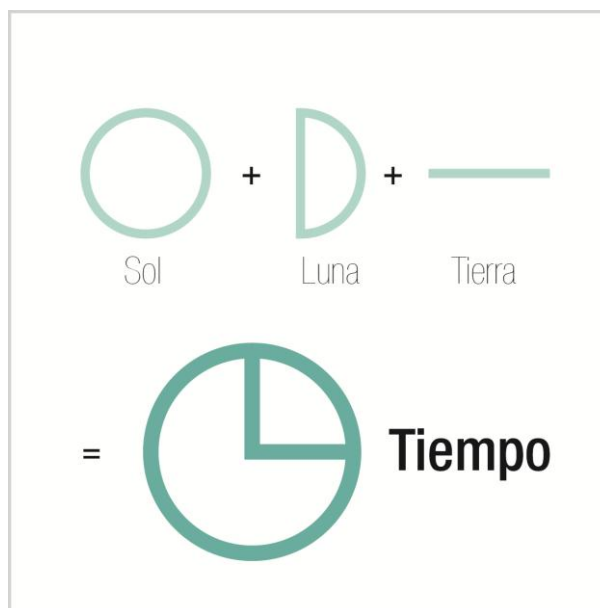 + +
Sol Luna Tierra
= Tiempo